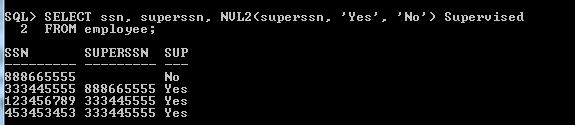 SQL> SELECT ssn, superssn, NVL2(superssn, 'Yes', 'No') Supervised
  2  FROM employee;
SSN       SUPERSSN  SUP
--------- --------- ---
888665555           No
333445555 888665555 Yes
123456789 333445555 Yes
453453453 333445555 Yes